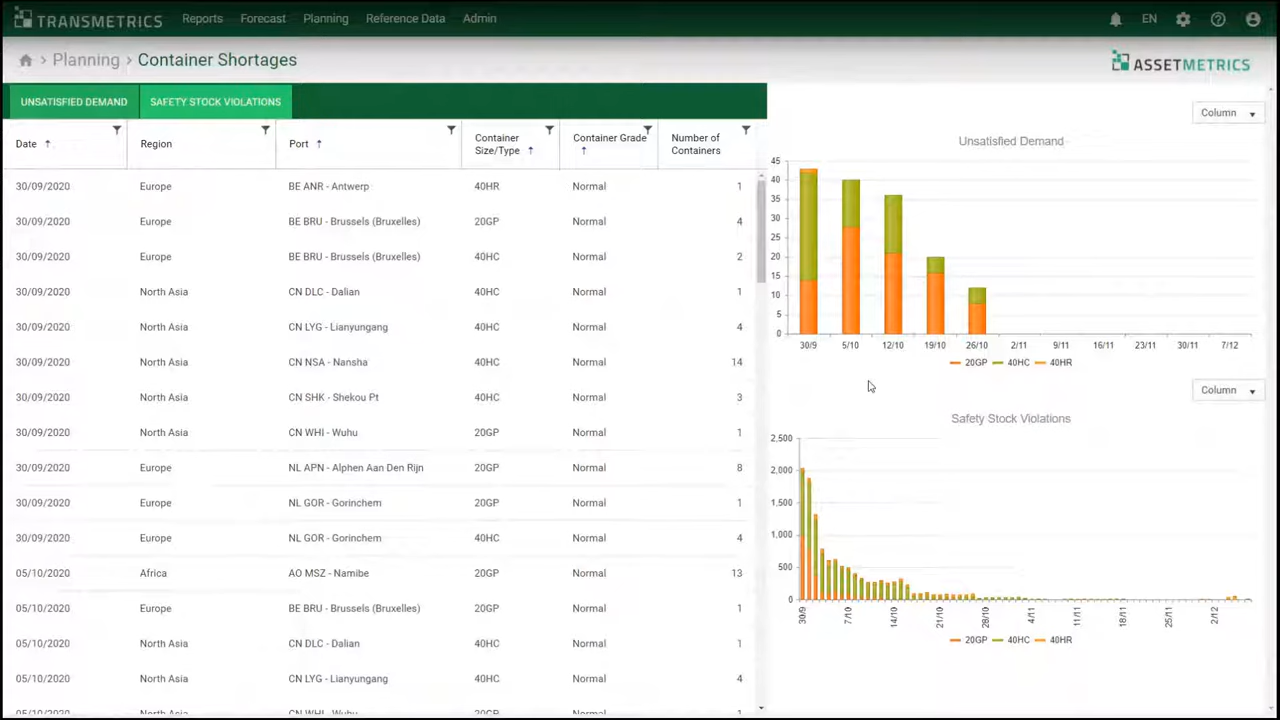 TRANSMETRICS Reports Forecast Planning Reference Data Admin EN
> Planning > Container Shortages
ASSETMETRICS
UNSATISFIED DEMAND SAFETY STOCK VIOLATIONS
Date ↑ Region Port ↑ Container Size/Type ↑ Container Grade ↑ Number of Containers
30/09/2020 Europe BE ANR - Antwerp 40HR Normal 1
30/09/2020 Europe BE BRU - Brussels (Bruxelles) 20GP Normal 4
30/09/2020 Europe BE BRU - Brussels (Bruxelles) 40HC Normal 2
30/09/2020 North Asia CN DLC - Dalian 40HC Normal 1
30/09/2020 North Asia CN LYG - Lianyungang 40HC Normal 4
30/09/2020 North Asia CN NSA - Nansha 40HC Normal 14
30/09/2020 North Asia CN SHK - Shekou Pt 40HC Normal 3
30/09/2020 North Asia CN WHI - Wuhu 20GP Normal 1
30/09/2020 Europe NL APN - Alphen Aan Den Rijn 20GP Normal 8
30/09/2020 Europe NL GOR - Gorinchem 20GP Normal 1
30/09/2020 Europe NL GOR - Gorinchem 40HC Normal 4
05/10/2020 Africa AO MSZ - Namibe 20GP Normal 13
05/10/2020 Europe BE BRU - Brussels (Bruxelles) 20GP Normal 1
05/10/2020 North Asia CN DLC - Dalian 40HC Normal 1
05/10/2020 North Asia CN LYG - Lianyungang 40HC Normal 4
05/10/2020 North Asia CN WHI - Wuhu 20GP Normal
Column
Unsatisfied Demand
45
40
35
30
25
20
15
10
5
0
30/9 5/10 12/10 19/10 26/10 2/11 9/11 16/11 23/11 30/11 7/12
20GP 40HC 40HR
Column
Safety Stock Violations
2,500
2,000
1,500
1,000
500
0
30/9 7/10 14/10 21/10 28/10 4/11 11/11 18/11 25/11 2/12
20GP 40HC 40HR